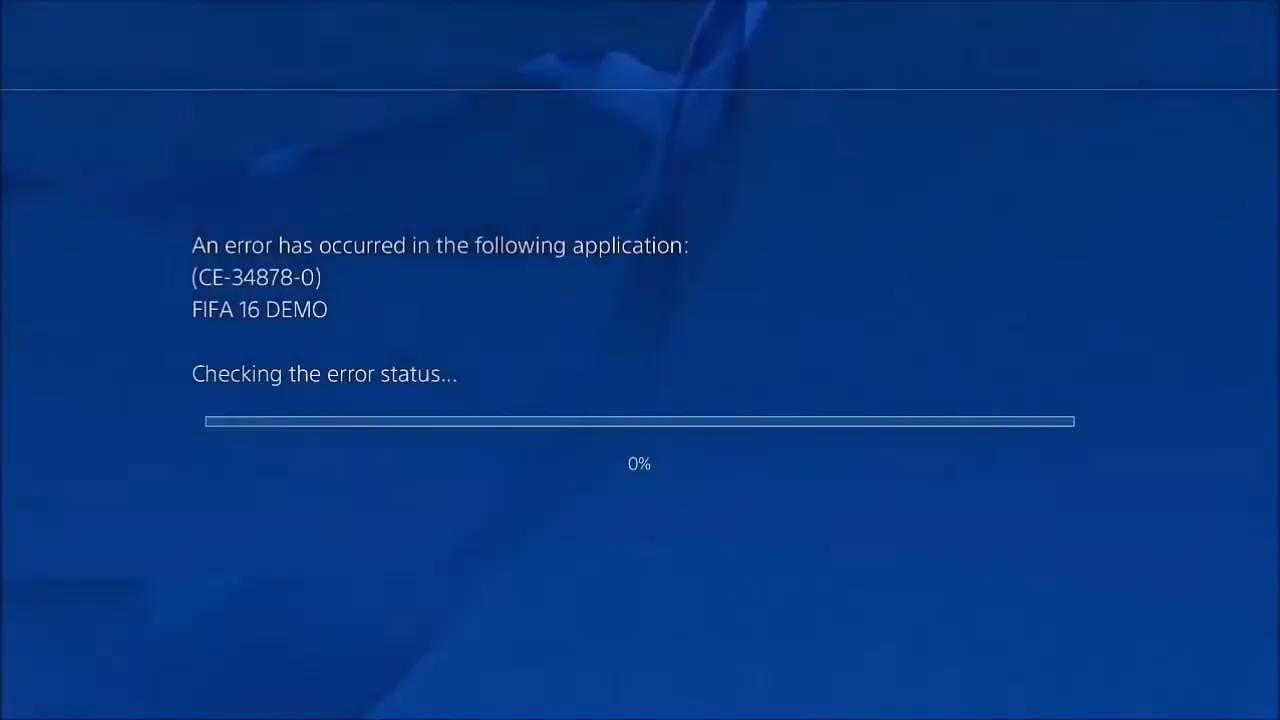 An error has occurred in the following application:
(CE-34878-0)
FIFA 16 DEMO
Checking the error status...
0%